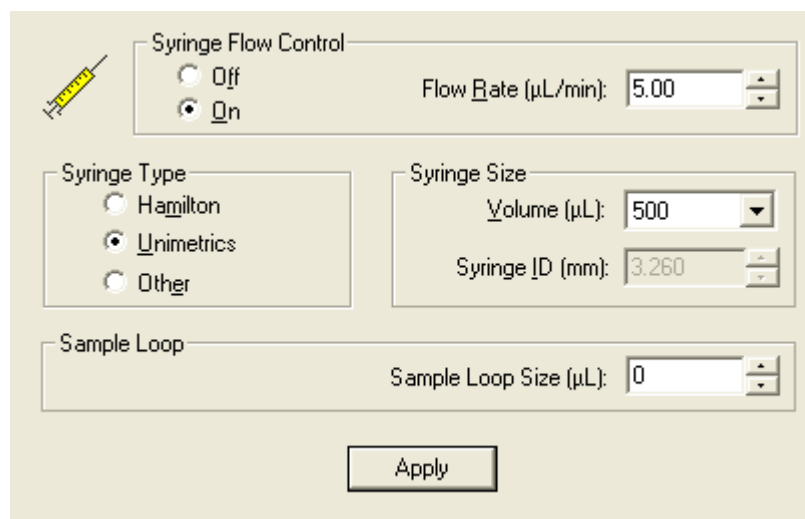 Syringe Flow Control
Off
On
Flow Rate (µL/min): 5.00
Syringe Type
Hamilton
Unimetrics
Other
Syringe Size
Volume (µL): 500
Syringe ID (mm): 3.260
Sample Loop
Sample Loop Size (µL): 0
Apply